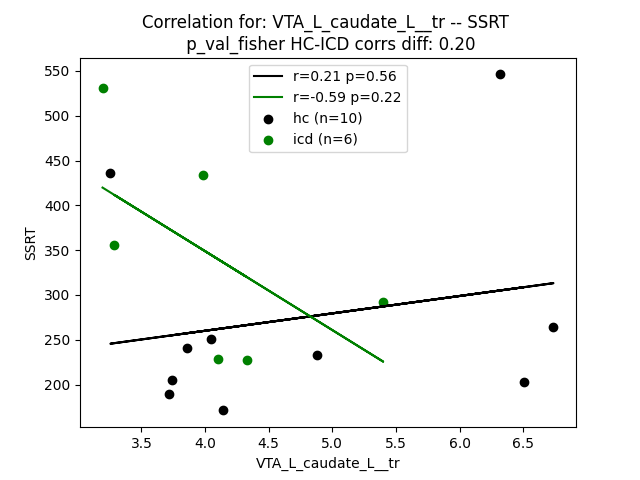 Correlation for: VTA_L_caudate_L__tr -- SSRT
p_val_fisher HC-ICD corrs diff: 0.20
r=0.21 p=0.56
r=-0.59 p=0.22
hc (n=10)
icd (n=6)
550
500
450
400
350
300
250
200
SSRT
3.5 4.0 4.5 5.0 5.5 6.0 6.5
VTA_L_caudate_L__tr